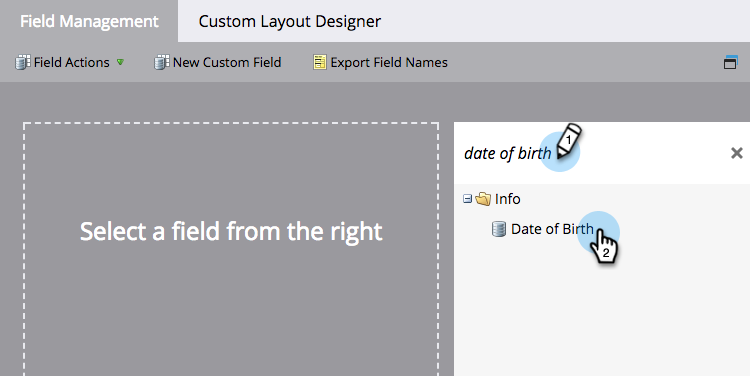 Field Management
Custom Layout Designer
Field Actions
New Custom Field
Export Field Names
date of birth
1
Info
Select a field from the right
Date of Birth
2